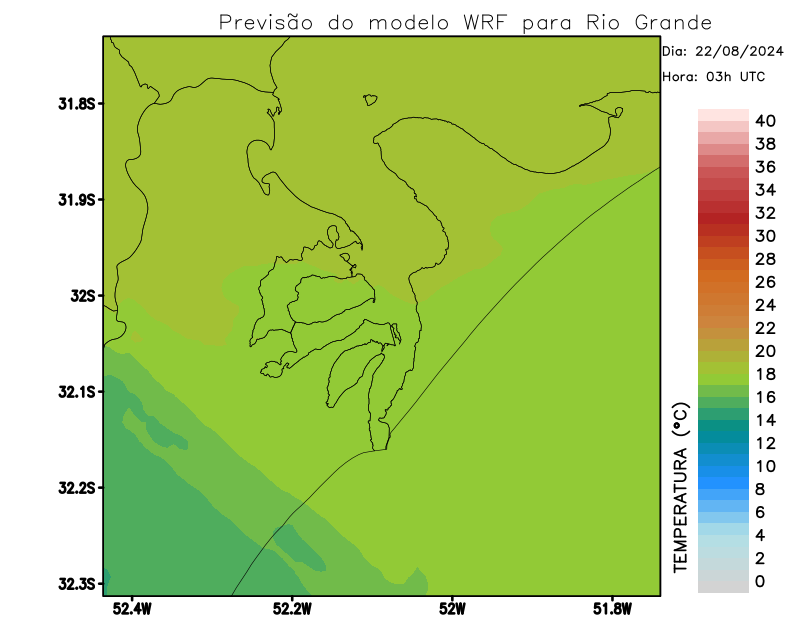 Previsão do modelo WRF para Rio Grande
Dia: 22/08/2024
Hora: 03h UTC
31.8S
31.9S
32S
32.1S
32.2S
32.3S
52.4W
52.2W
52W
51.8W
TEMPERATURA (°C)
40
38
36
34
32
30
28
26
24
22
20
18
16
14
12
10
8
6
4
2
0